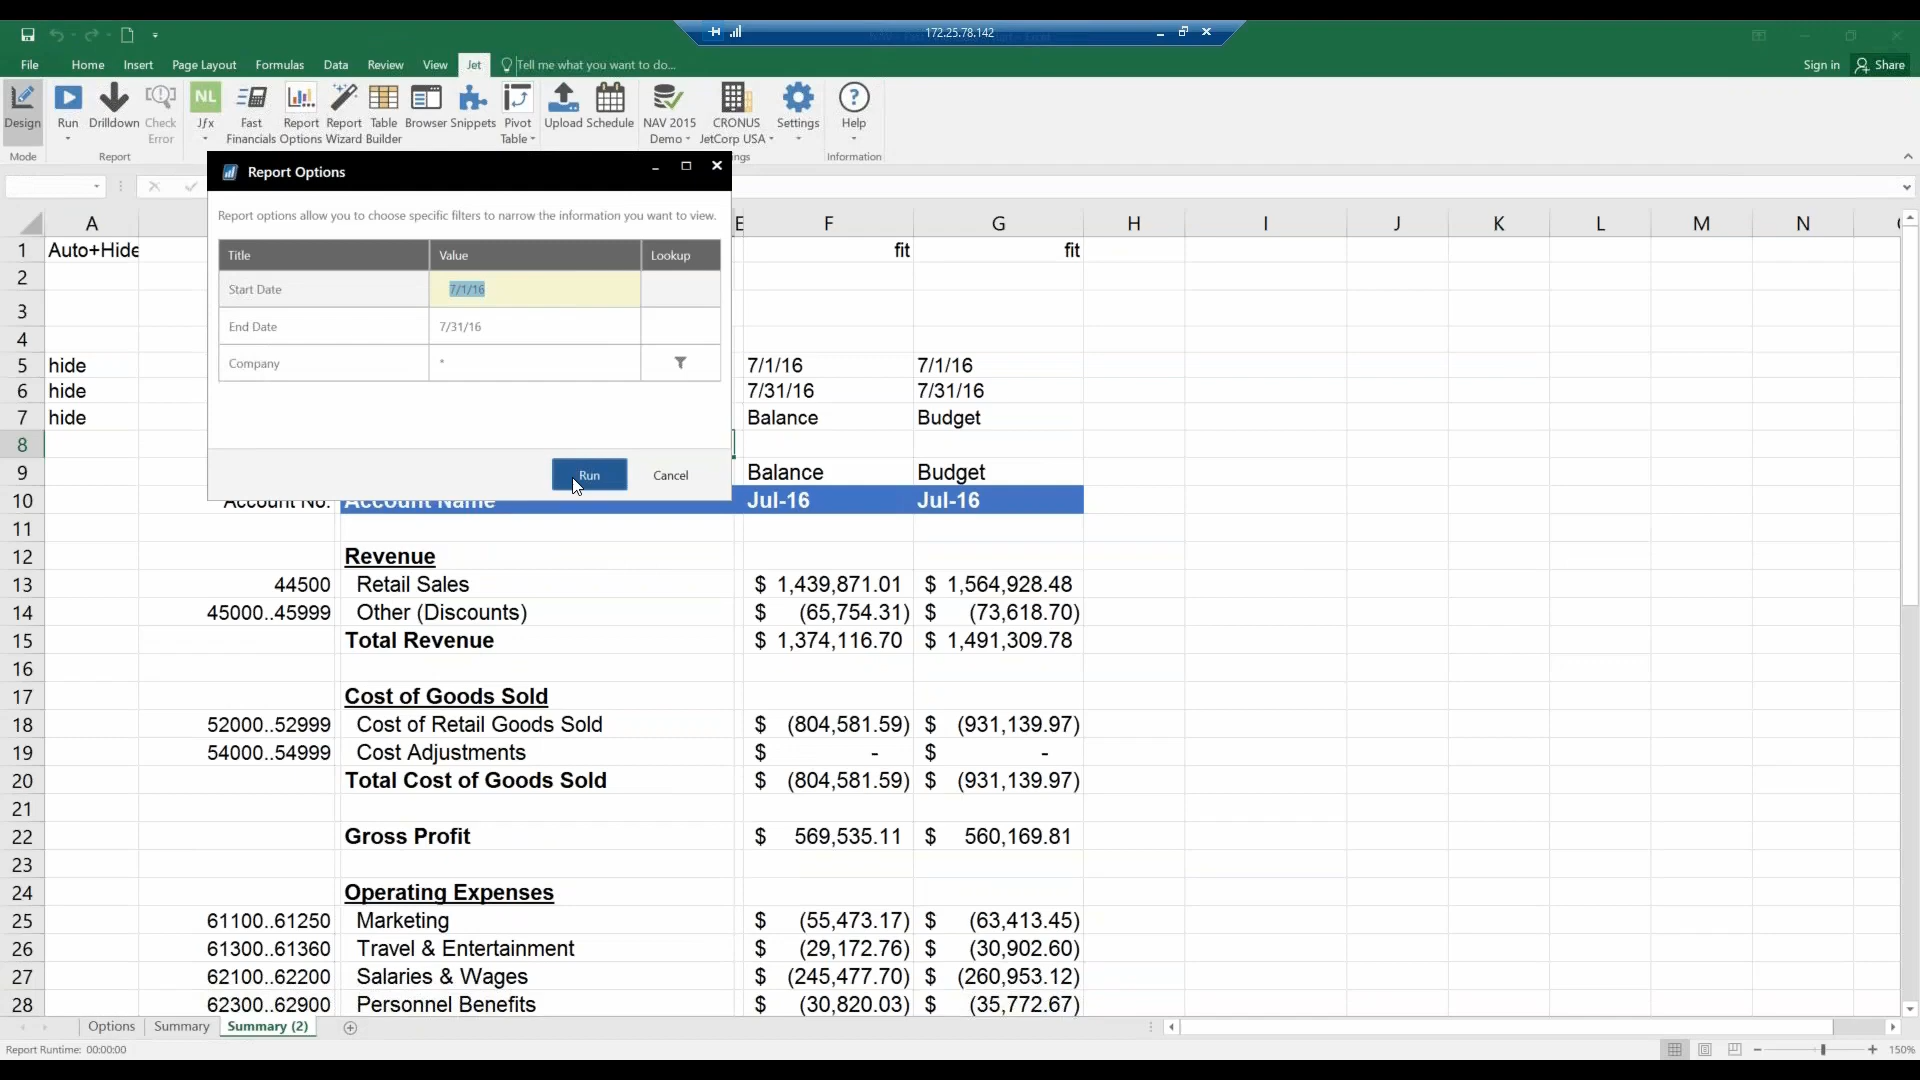 172.25.78.142
File Home Insert Page Layout Formulas Data Review View Jet Tell me what you want to do... Sign in Share
Design Run Drilldown Check Error NL Jƒx Fast Financials Report Options Report Wizard Table Builder Browser Snippets Pivot Table Upload Schedule NAV 2015 Demo CRONUS JetCorp USA Settings Help
Mode Report ngs Information
Report Options
Report options allow you to choose specific filters to narrow the information you want to view.
Title Value Lookup
Start Date 7/1/16
End Date 7/31/16
Company *
Run Cancel
A E F G H I J K L M N
1 Auto+Hide fit fit
2
3
4
5 hide 7/1/16 7/1/16
6 hide 7/31/16 7/31/16
7 hide Balance Budget
8
9 Balance Budget
10 Account No. Account Name Jul-16 Jul-16
11
12 Revenue
13 44500 Retail Sales $ 1,439,871.01 $ 1,564,928.48
14 45000..45999 Other (Discounts) $ (65,754.31) $ (73,618.70)
15 Total Revenue $ 1,374,116.70 $ 1,491,309.78
16
17 Cost of Goods Sold
18 52000..52999 Cost of Retail Goods Sold $ (804,581.59) $ (931,139.97)
19 54000..54999 Cost Adjustments $ - $ -
20 Total Cost of Goods Sold $ (804,581.59) $ (931,139.97)
21
22 Gross Profit $ 569,535.11 $ 560,169.81
23
24 Operating Expenses
25 61100..61250 Marketing $ (55,473.17) $ (63,413.45)
26 61300..61360 Travel & Entertainment $ (29,172.76) $ (30,902.60)
27 62100..62200 Salaries & Wages $ (245,477.70) $ (260,953.12)
28 62300..62900 Personnel Benefits $ (30,820.03) $ (35,772.67)
Options Summary Summary (2)
Report Runtime: 00:00:00 150%